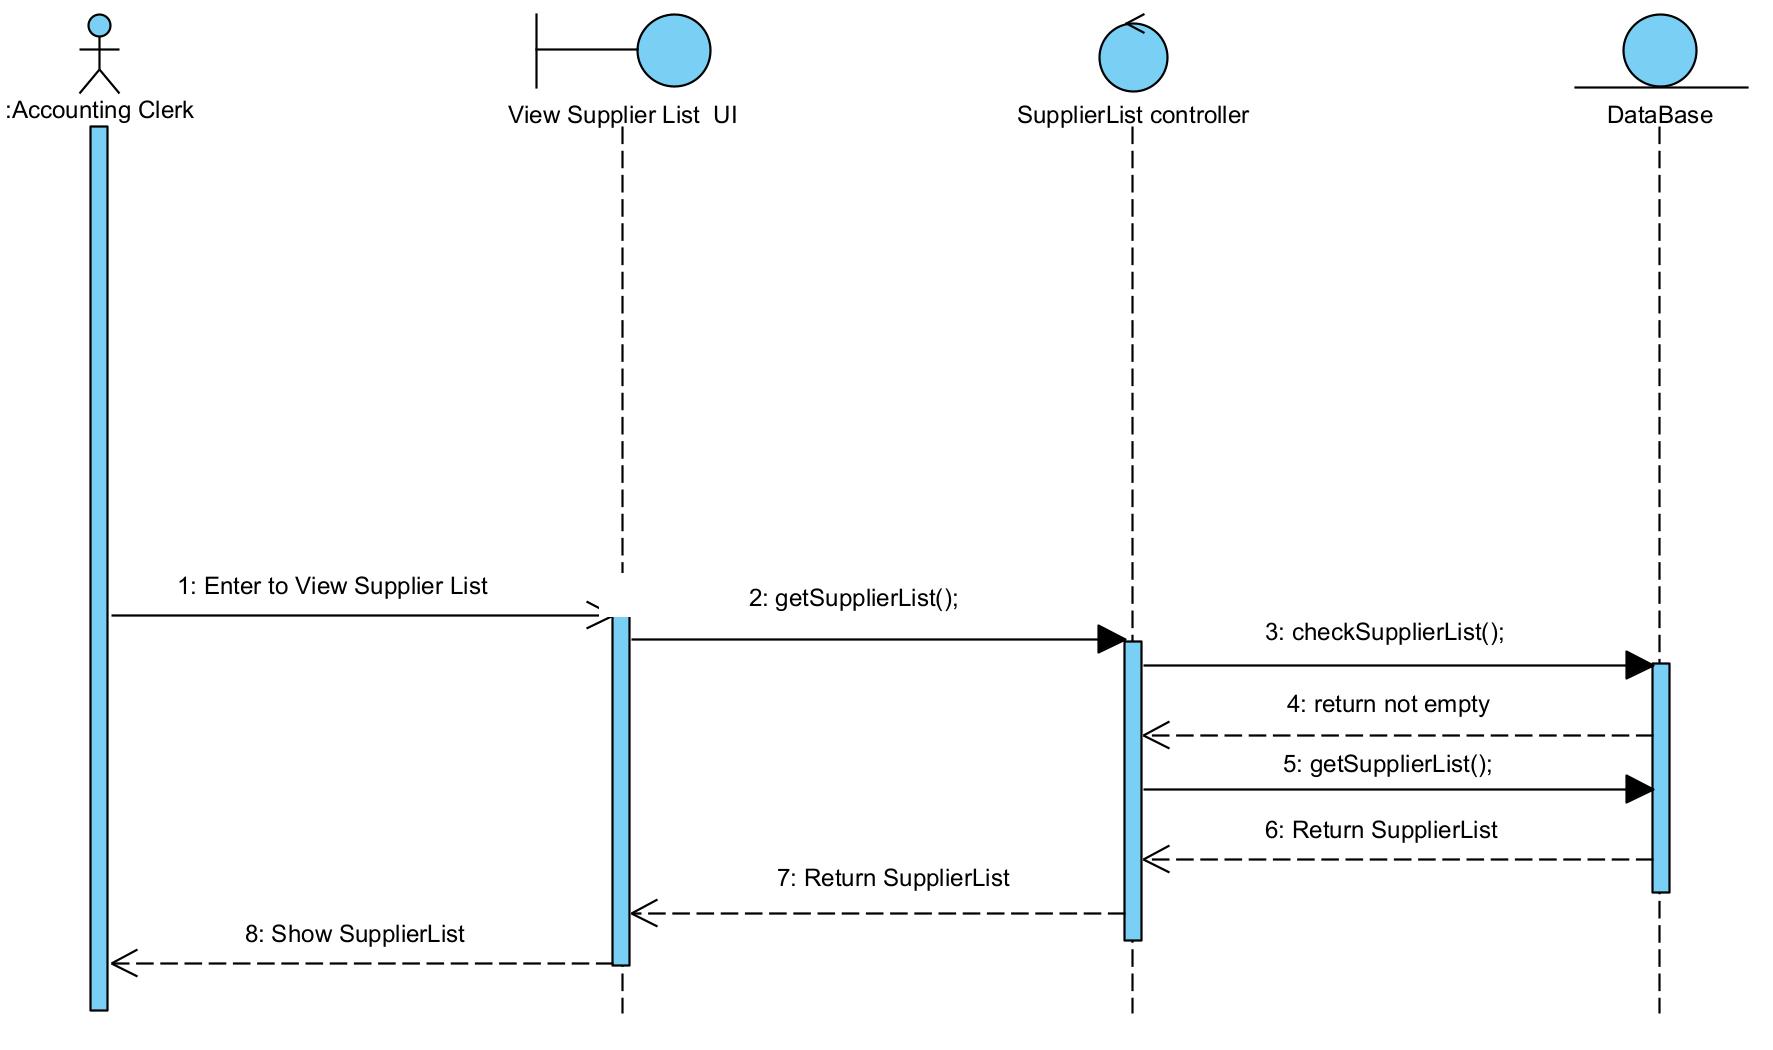 :Accounting Clerk
View Supplier List  UI
SupplierList controller
DataBase
1: Enter to View Supplier List
2: getSupplierList();
3: checkSupplierList();
4: return not empty
5: getSupplierList();
6: Return SupplierList
7: Return SupplierList
8: Show SupplierList